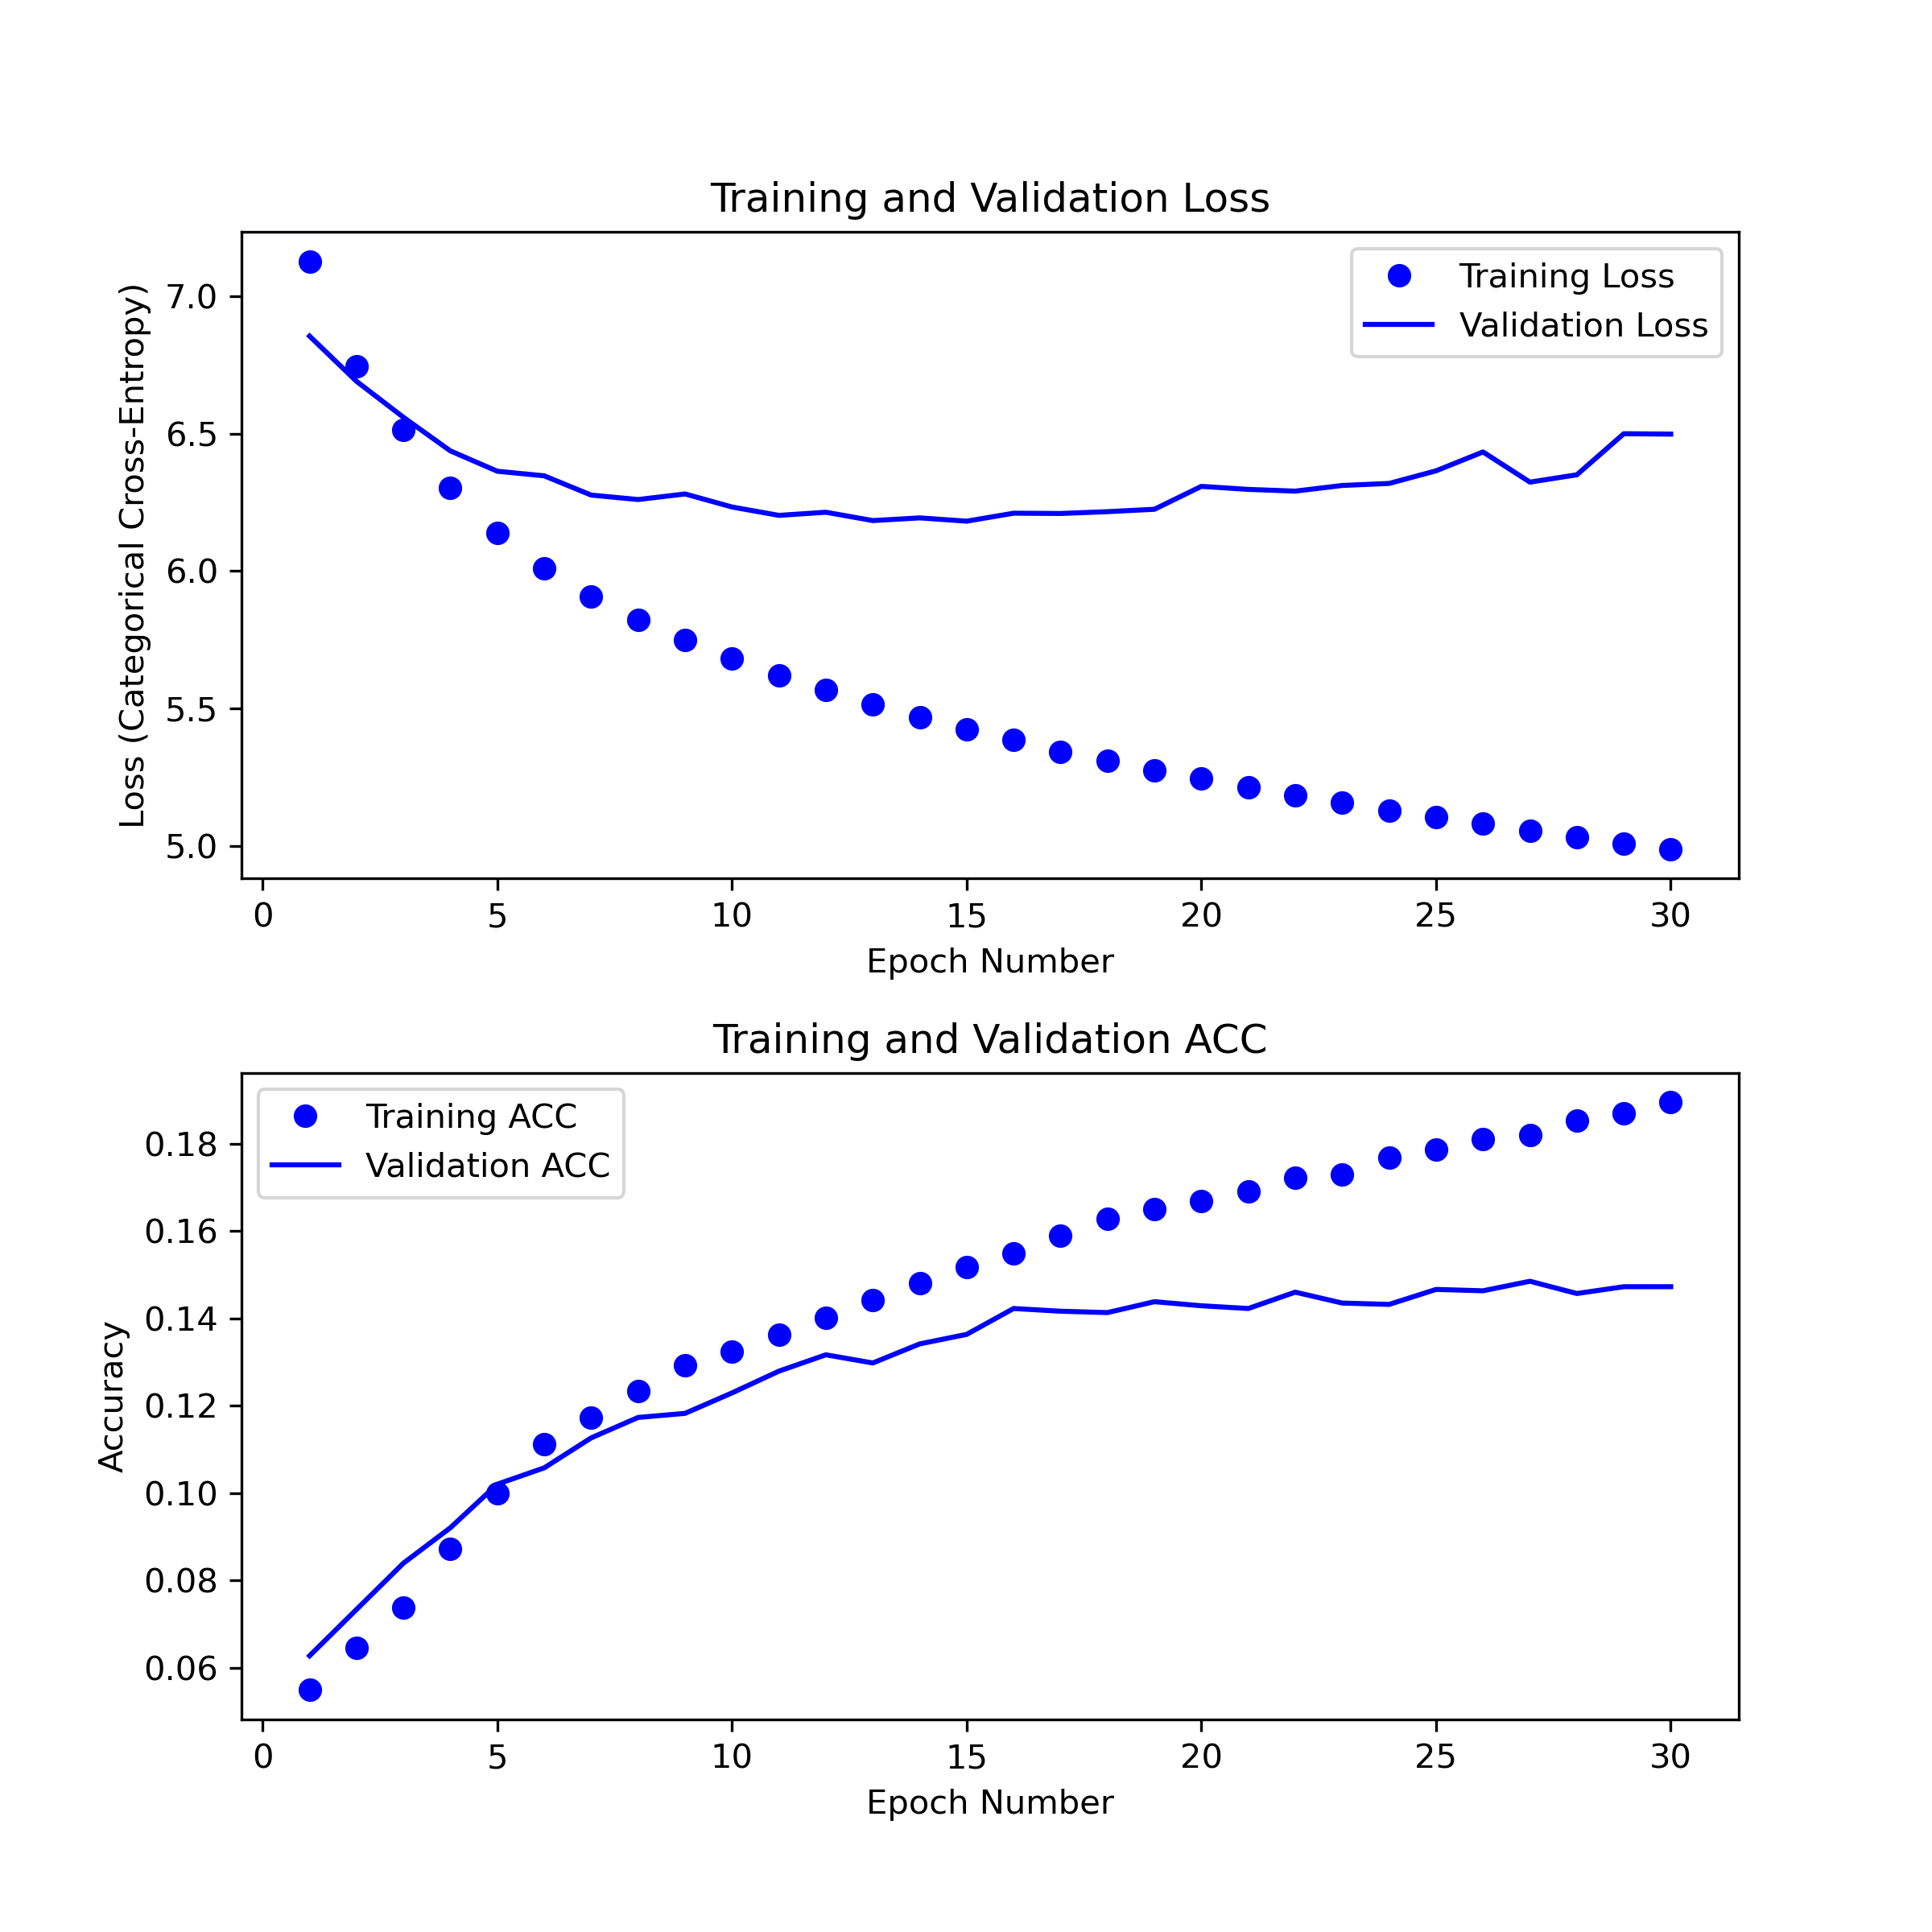 Training and Validation Loss
Loss (Categorical Cross-Entropy)
7.0
6.5
6.0
5.5
5.0
Training Loss
Validation Loss
0 5 10 15 20 25 30
Epoch Number
Training and Validation ACC
Accuracy
0.18
0.16
0.14
0.12
0.10
0.08
0.06
Training ACC
Validation ACC
0 5 10 15 20 25 30
Epoch Number